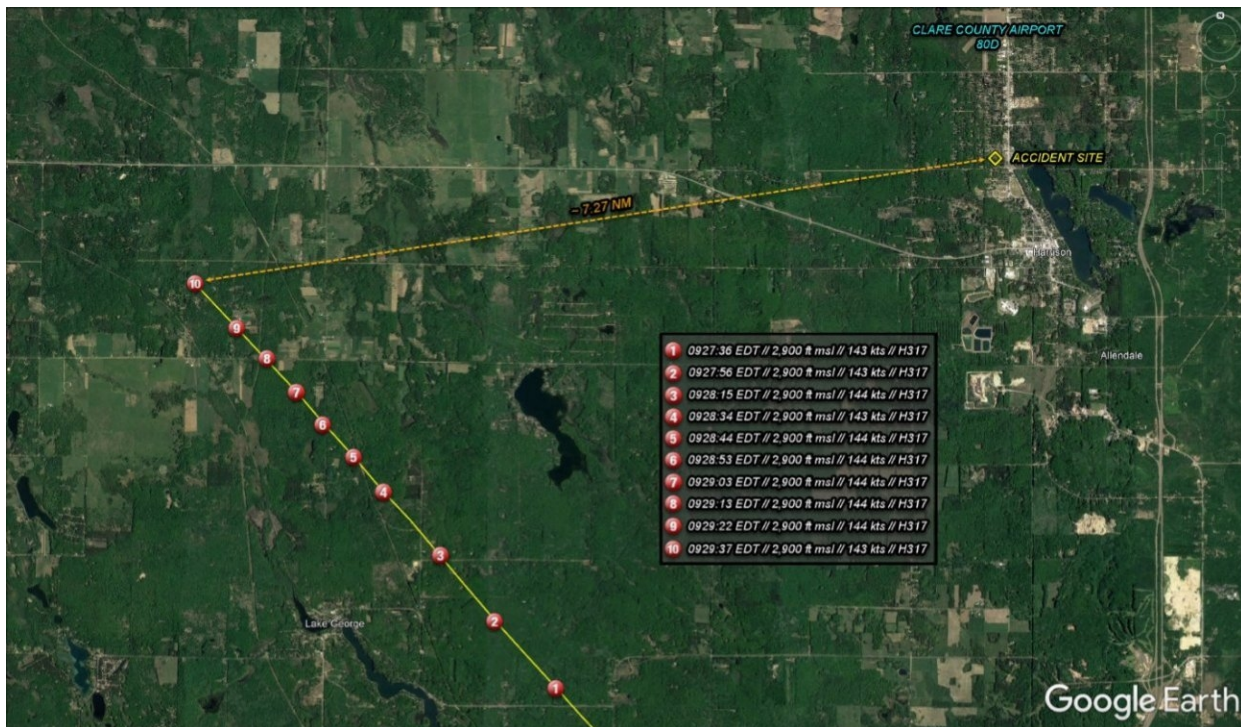 CLARE COUNTY AIRPORT
80D
ACCIDENT SITE
~ 7.27 NM
Harrison
10
9
8
7
6
5
4
3
2
1
1 0927:36 EDT // 2,900 ft msl // 143 kts // H317
2 0927:56 EDT // 2,900 ft msl // 143 kts // H317
3 0928:15 EDT // 2,900 ft msl // 144 kts // H317
4 0928:34 EDT // 2,900 ft msl // 143 kts // H317
5 0928:44 EDT // 2,900 ft msl // 144 kts // H317
6 0928:53 EDT // 2,900 ft msl // 144 kts // H317
7 0929:03 EDT // 2,900 ft msl // 144 kts // H317
8 0929:13 EDT // 2,900 ft msl // 144 kts // H317
9 0929:22 EDT // 2,900 ft msl // 144 kts // H317
10 0929:37 EDT // 2,900 ft msl // 143 kts // H317
Allendale
Lake George
Google Earth